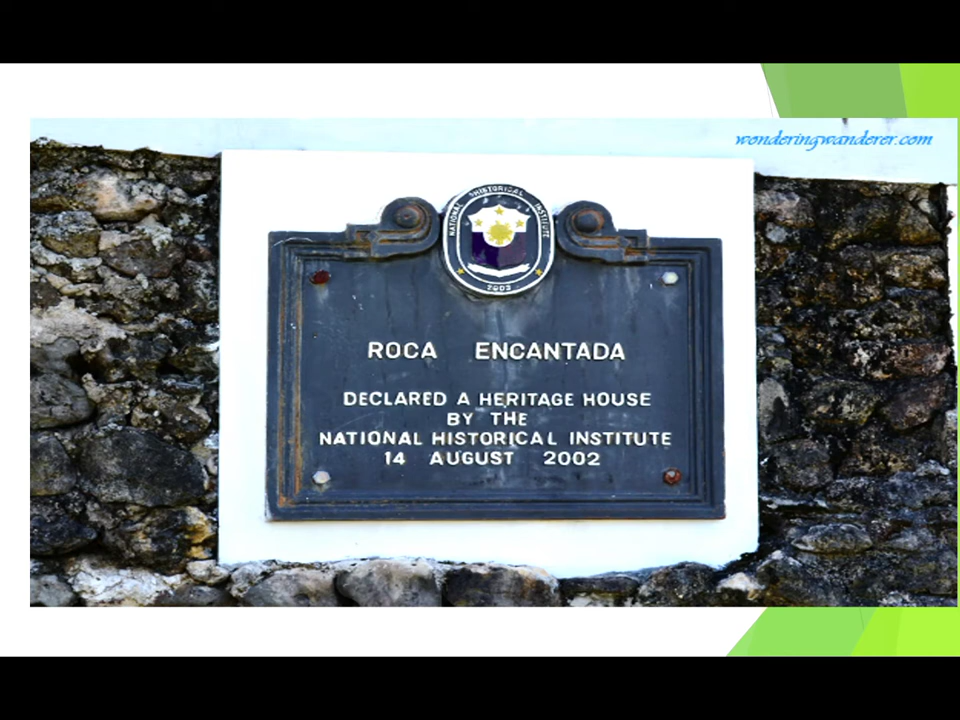 wonderingwanderer.com
NATIONAL HISTORICAL INSTITUTE
2002
ROCA ENCANTADA
DECLARED A HERITAGE HOUSE
BY THE
NATIONAL HISTORICAL INSTITUTE
14 AUGUST 2002